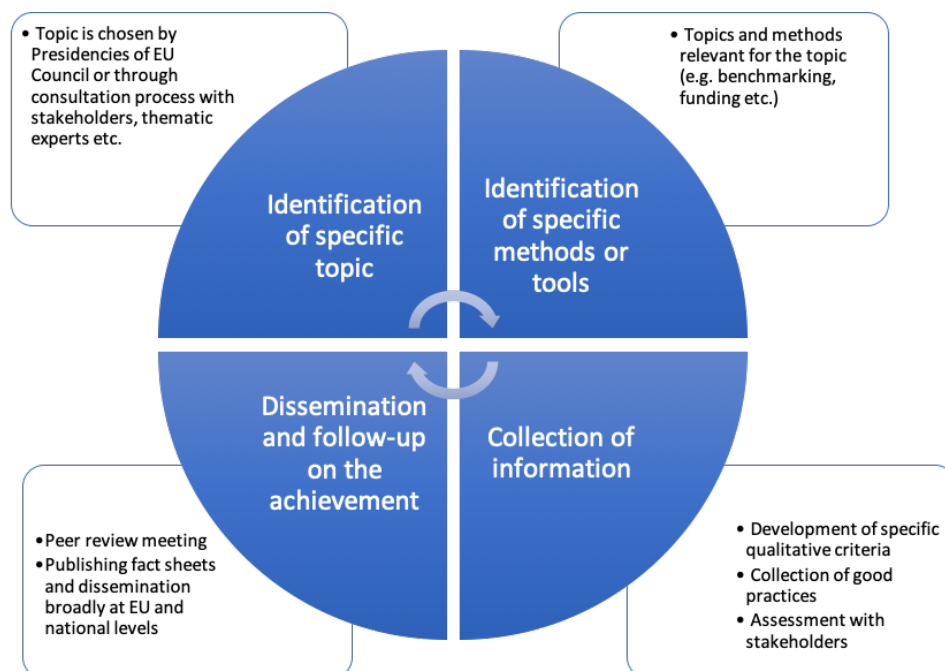 • Topic is chosen by
Presidencies of EU
Council or through
consultation process with
stakeholders, thematic
experts etc.
• Topics and methods
relevant for the topic
(e.g. benchmarking,
funding etc.)
Identification
of specific
topic
Identification
of specific
methods or
tools
Dissemination
and follow-up
on the
achievement
Collection of
information
•Peer review meeting
•Publishing fact sheets
and dissemination
broadly at EU and
national levels
• Development of specific
qualitative criteria
• Collection of good
practices
• Assessment with
stakeholders